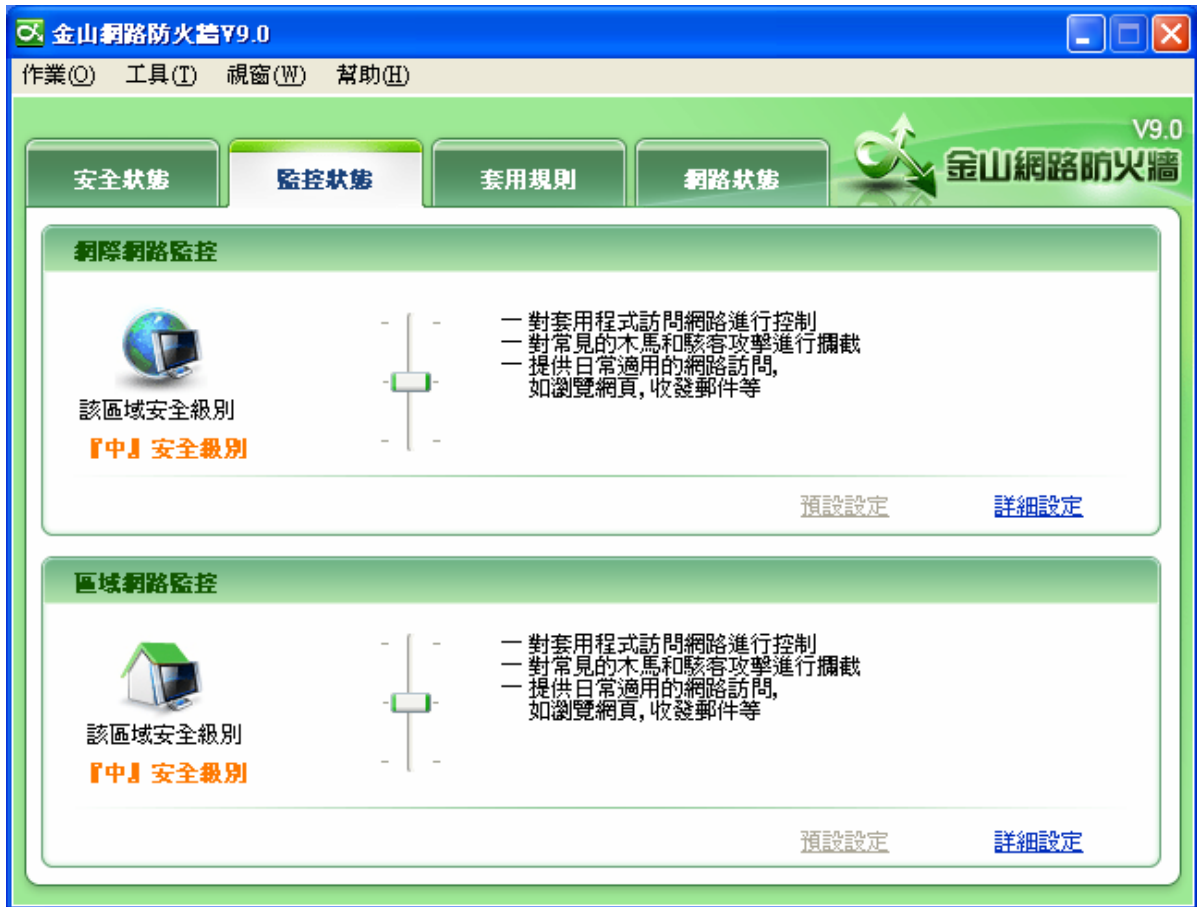 金山網路防火牆V9.0
作業(O) 工具(T) 視窗(W) 幫助(H)
V9.0
金山網路防火牆
安全狀態 監控狀態 套用規則 網路狀態
網際網路監控
一 對套用程式訪問網路進行控制
一 對常見的木馬和駭客攻擊進行攔截
一 提供日常適用的網路訪問,
如瀏覽網頁,收發郵件等
該區域安全級別
『中』安全級別
預設設定 詳細設定
區域網路監控
一 對套用程式訪問網路進行控制
一 對常見的木馬和駭客攻擊進行攔截
一 提供日常適用的網路訪問,
如瀏覽網頁,收發郵件等
該區域安全級別
『中』安全級別
預設設定 詳細設定